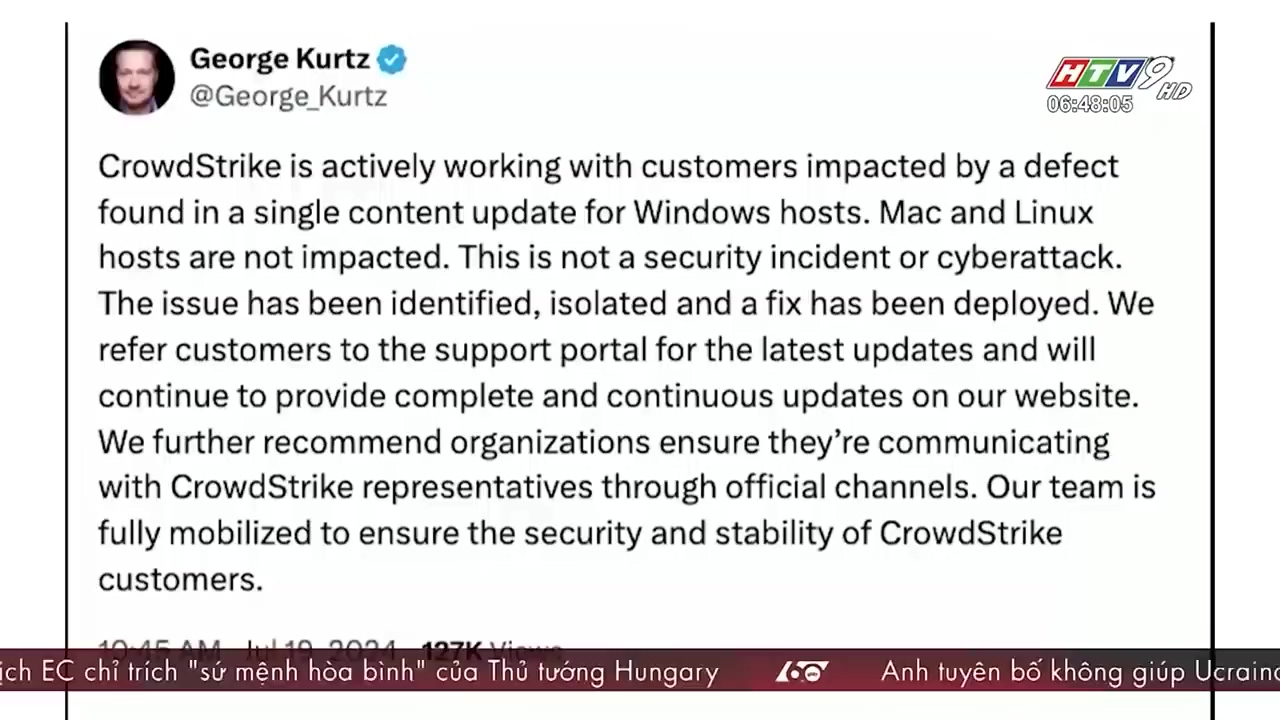 George Kurtz
@George_Kurtz
HTV9 HD
06:48:05
CrowdStrike is actively working with customers impacted by a defect
found in a single content update for Windows hosts. Mac and Linux
hosts are not impacted. This is not a security incident or cyberattack.
The issue has been identified, isolated and a fix has been deployed. We
refer customers to the support portal for the latest updates and will
continue to provide complete and continuous updates on our website.
We further recommend organizations ensure they’re communicating
with CrowdStrike representatives through official channels. Our team is
fully mobilized to ensure the security and stability of CrowdStrike
customers.
10:45 AM Jul 19, 2024 127K Views
ịch EC chỉ trích "sứ mệnh hòa bình" của Thủ tướng Hungary 60 giây Anh tuyên bố không giúp Ucraina